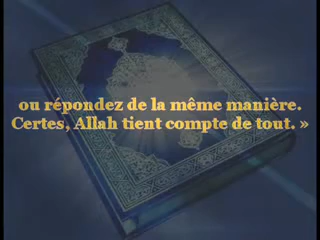 ou répondez de la même manière.
Certes, Allah tient compte de tout. »